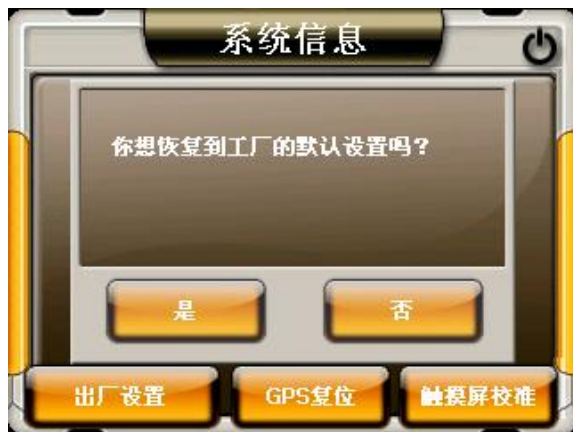 系统信息
你想恢复到工厂的默认设置吗?
是
否
出厂设置
GPS复位
触摸屏校准